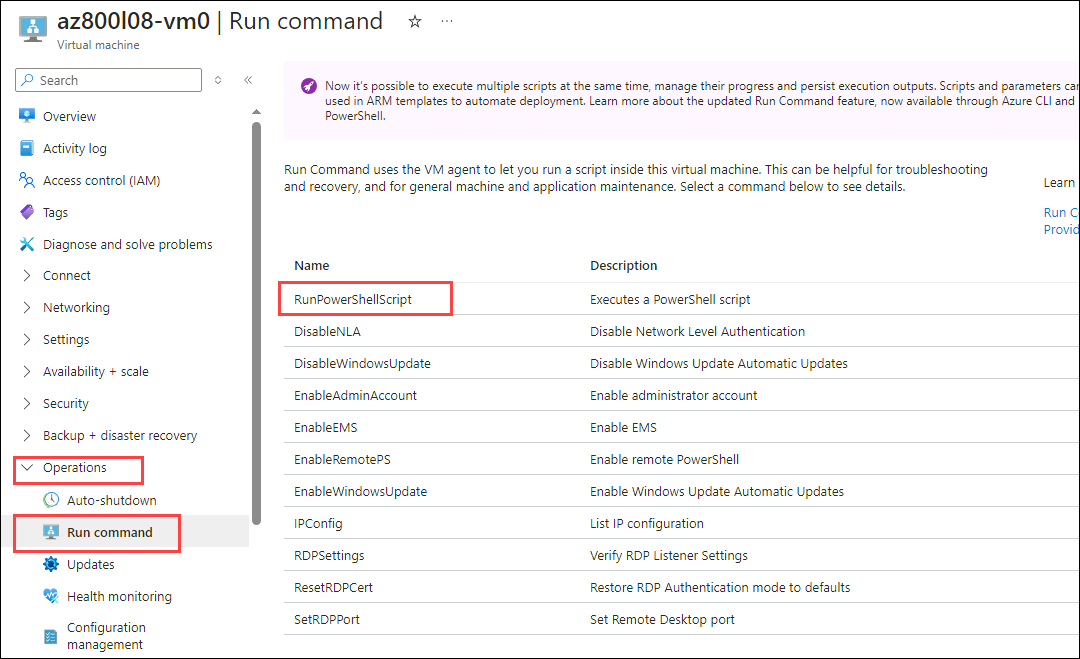 az800l08-vm0 | Run command
Virtual machine
Search
Overview
Activity log
Access control (IAM)
Tags
Diagnose and solve problems
Connect
Networking
Settings
Availability + scale
Security
Backup + disaster recovery
Operations
Auto-shutdown
Run command
Updates
Health monitoring
Configuration
management
Now it's possible to execute multiple scripts at the same time, manage their progress and persist execution outputs. Scripts and parameters can
used in ARM templates to automate deployment. Learn more about the updated Run Command feature, now available through Azure CLI and
PowerShell.
Run Command uses the VM agent to let you run a script inside this virtual machine. This can be helpful for troubleshooting
and recovery, and for general machine and application maintenance. Select a command below to see details.
Learn
Run C
Provid
Name Description
RunPowerShellScript Executes a PowerShell script
DisableNLA Disable Network Level Authentication
DisableWindowsUpdate Disable Windows Update Automatic Updates
EnableAdminAccount Enable administrator account
EnableEMS Enable EMS
EnableRemotePS Enable remote PowerShell
EnableWindowsUpdate Enable Windows Update Automatic Updates
IPConfig List IP configuration
RDPSettings Verify RDP Listener Settings
ResetRDPCert Restore RDP Authentication mode to defaults
SetRDPPort Set Remote Desktop port